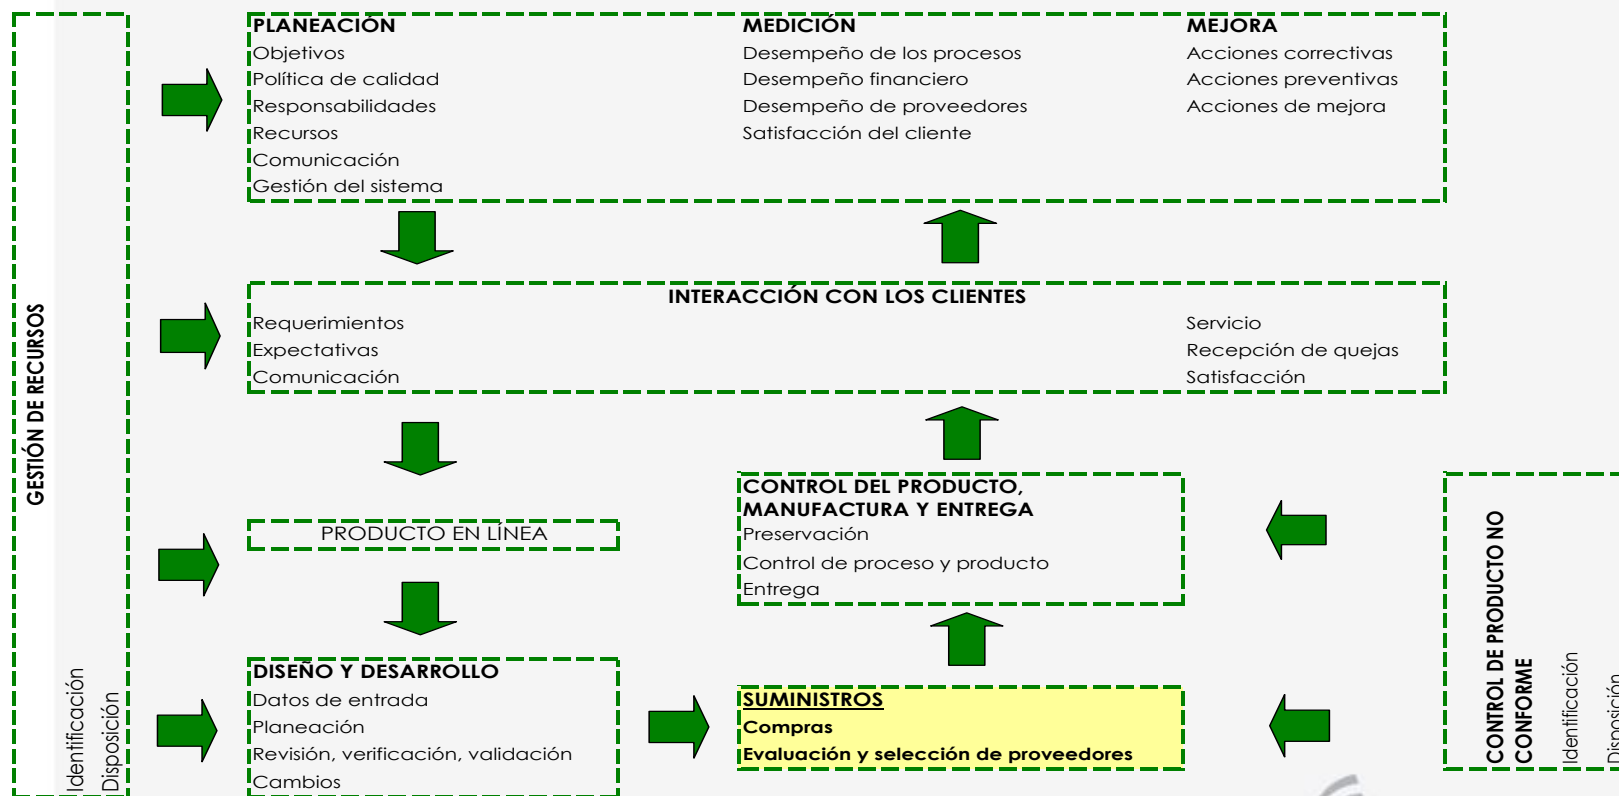 GESTIÓN DE RECURSOS
Identificación
Disposición
PLANEACIÓN
Objetivos
Política de calidad
Responsabilidades
Recursos
Comunicación
Gestión del sistema
MEDICIÓN
Desempeño de los procesos
Desempeño financiero
Desempeño de proveedores
Satisfacción del cliente
MEJORA
Acciones correctivas
Acciones preventivas
Acciones de mejora
INTERACCIÓN CON LOS CLIENTES
Requerimientos
Expectativas
Comunicación
Servicio
Recepción de quejas
Satisfacción
PRODUCTO EN LÍNEA
CONTROL DEL PRODUCTO,
MANUFACTURA Y ENTREGA
Preservación
Control de proceso y producto
Entrega
DISEÑO Y DESARROLLO
Datos de entrada
Planeación
Revisión, verificación, validación
Cambios
SUMINISTROS
Compras
Evaluación y selección de proveedores
CONTROL DE PRODUCTO NO
CONFORME
Identificación
Disposición